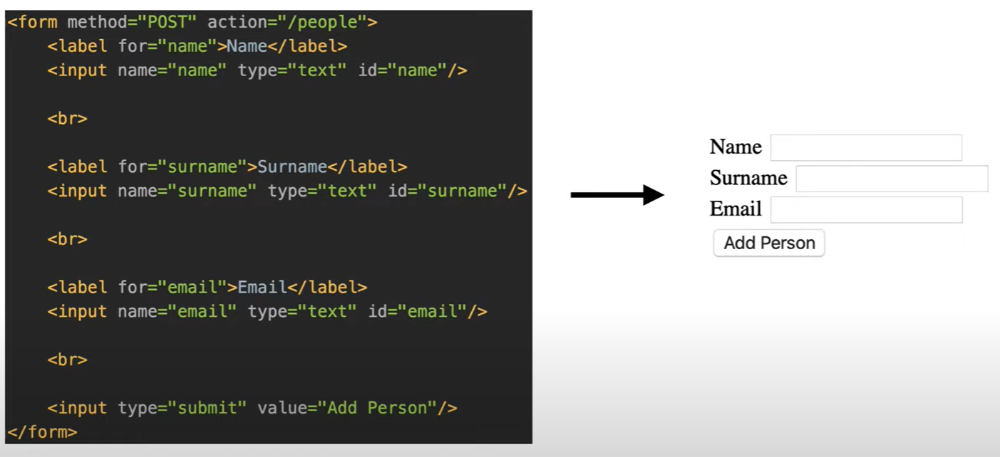 <form method="POST" action="/people">
    <label for="name">Name</label>
    <input name="name" type="text" id="name"/>
    <br>
    <label for="surname">Surname</label>
    <input name="surname" type="text" id="surname"/>
    <br>
    <label for="email">Email</label>
    <input name="email" type="text" id="email"/>
    <br>
    <input type="submit" value="Add Person"/>
</form>
Name
Surname
Email
Add Person